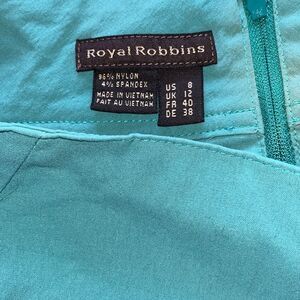 Royal Robbins
96% NYLON
4% SPANDEX
MADE IN VIETNAM
FAIT AU VIETNAM
US 8
UK 12
FR 40
DE 38